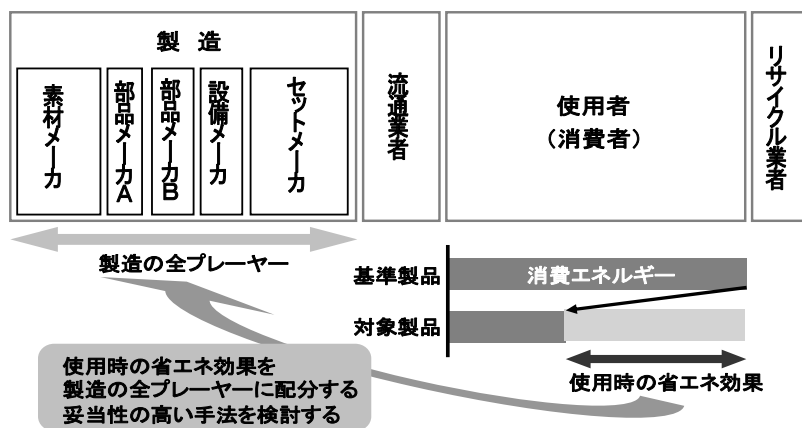 製 造
素材メーカ
部品メーカA
部品メーカB
設備メーカ
セットメーカ
流通業者
使用者
（消費者）
リサイクル業者
製造の全プレーヤー
基準製品
消費エネルギー
対象製品
使用時の省エネ効果
使用時の省エネ効果を
製造の全プレーヤーに配分する
妥当性の高い手法を検討する